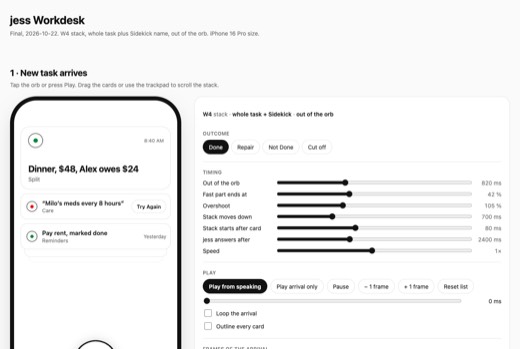 jess Workdesk
Final, 2026-10-22. W4 stack, whole task plus Sidekick name, out of the orb. iPhone 16 Pro size.
1 · New task arrives
Tap the orb or press Play. Drag the cards or use the trackpad to scroll the stack.
8:40 AM
Dinner, $48, Alex owes $24
Split
"Milo's meds every 8 hours"
Care
Try Again
Pay rent, marked done
Reminders
Yesterday
W4 stack · whole task + Sidekick · out of the orb
OUTCOME
Done
Repair
Not Done
Cut off
TIMING
Out of the orb
820 ms
Fast part ends at
42 %
Overshoot
105 %
Stack moves down
700 ms
Stack starts after card
80 ms
jess answers after
2400 ms
Speed
1×
PLAY
Play from speaking
Play arrival only
Pause
− 1 frame
+ 1 frame
Reset list
0 ms
Loop the arrival
Outline every card